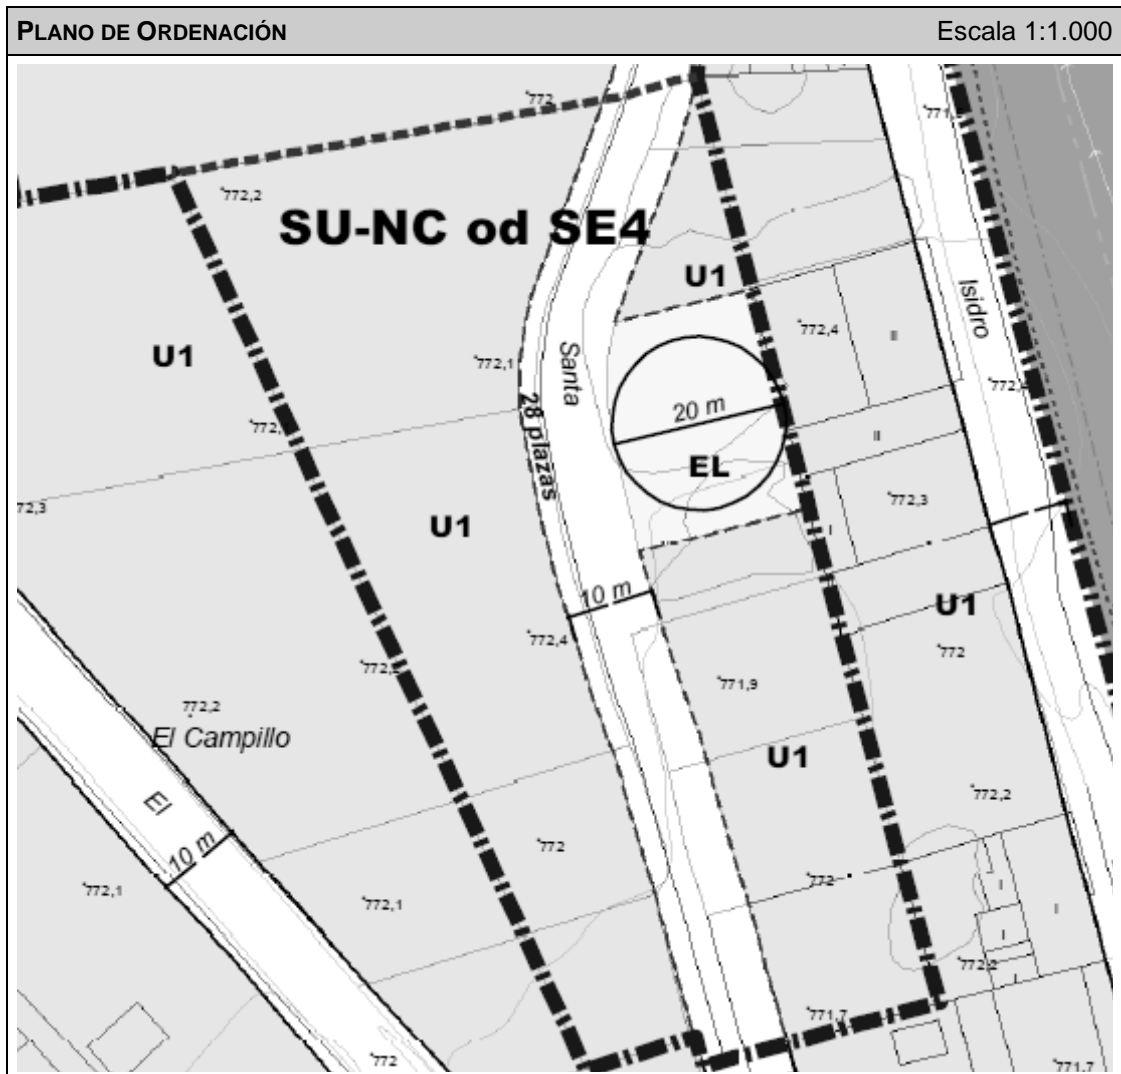 PLANO DE ORDENACIÓN Escala 1:1.000
772
772,2
SU-NC od SE4
U1
Isidro
772,4
II
U1
772,1
Santa
28 plazas
20 m
II
EL
772,3
772,3
U1
I
10 m
U1
772,4
772
771,9
772,2
El Campillo
U1
772,2
El
10 m
772
772,1
772,1
772
I
I
I
772,2
I
771,7
772
771,7